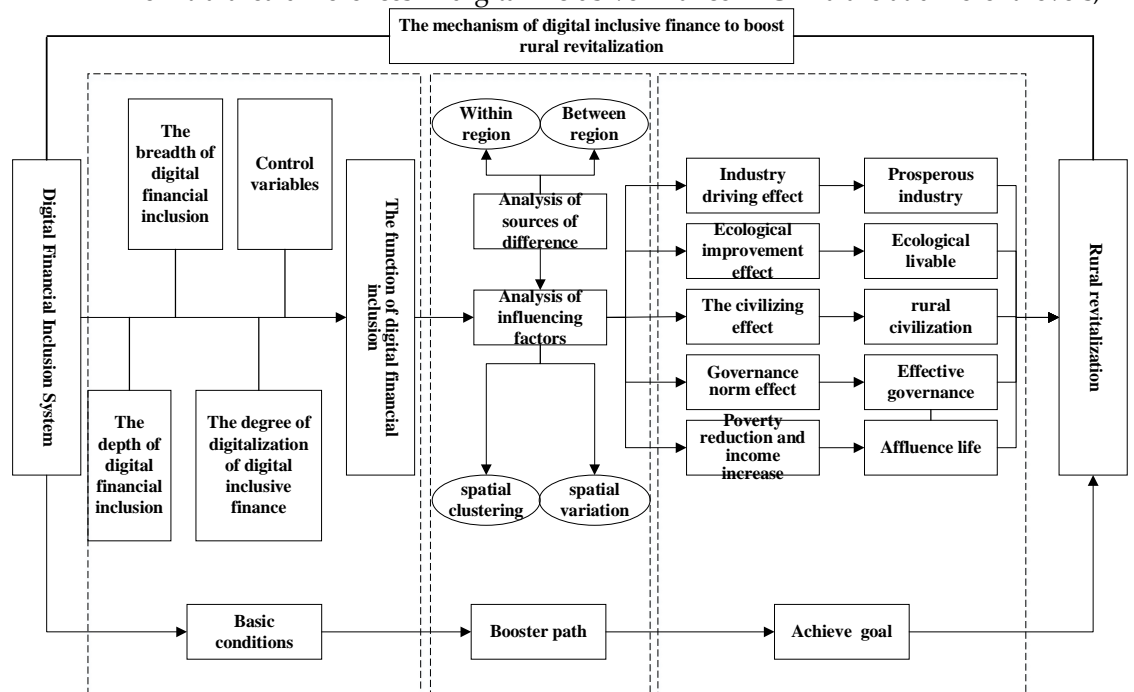 The mechanism of digital inclusive finance to boost
rural revitalization
Digital Financial Inclusion System
The
breadth of
digital
financial
inclusion
Control
variables
The
depth of
digital
financial
inclusion
The degree of
digitalization
of digital
inclusive
finance
The function of digital financial
inclusion
Within
region
Between
region
Analysis of
sources of
difference
Analysis of
influencing
factors
spatial
clustering
spatial
variation
Industry
driving effect
Prosperous
industry
Ecological
improvement
effect
Ecological
livable
The civilizing
effect
rural
civilization
Governance
norm effect
Effective
governance
Poverty
reduction and
income
increase
Affluence life
Rural revitalization
Basic
conditions
Booster path
Achieve goal